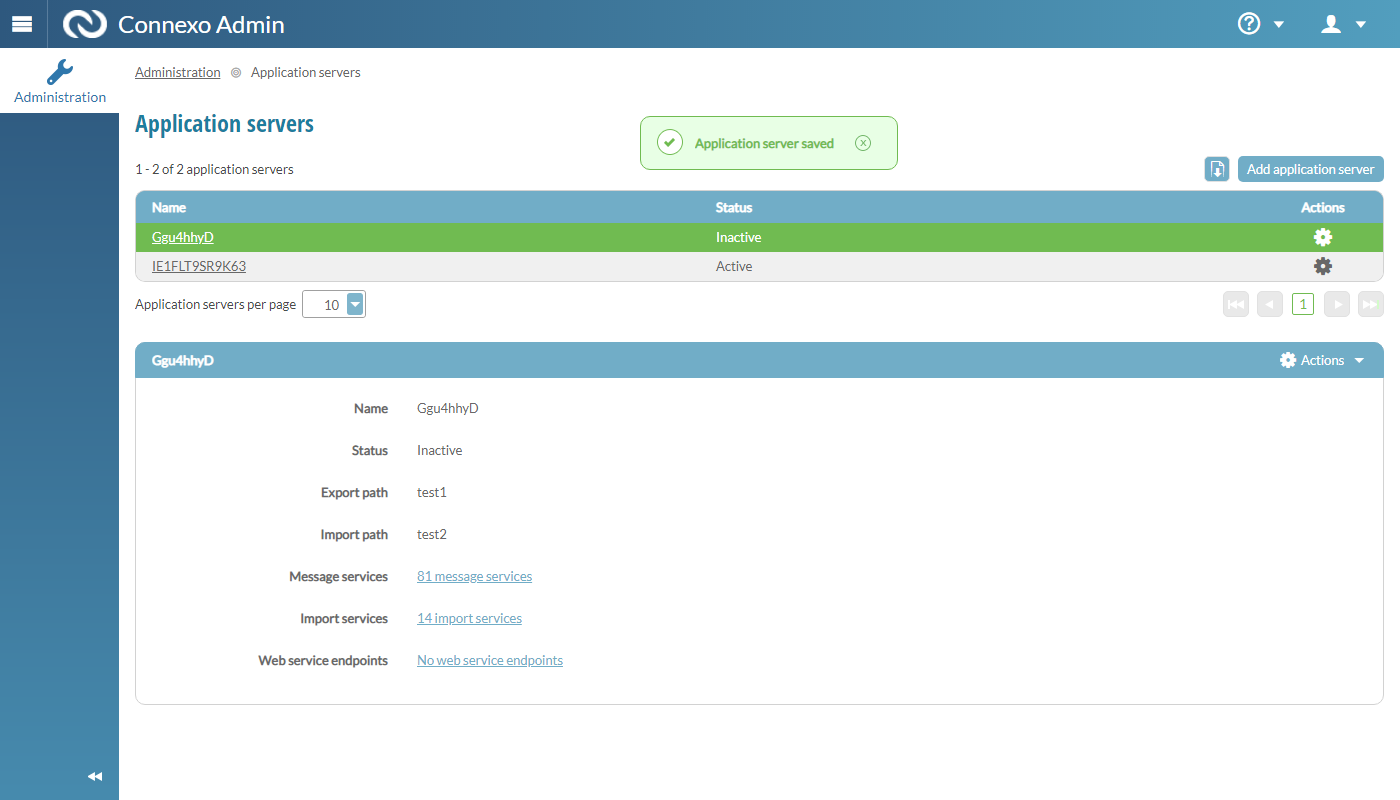 Connexo Admin
Administration
Administration Application servers
Application servers
Application server saved
1 - 2 of 2 application servers
Add application server
Name Status Actions
Ggu4hhyD Inactive
IE1FLT9SR9K63 Active
Application servers per page 10
1
Ggu4hhyD Actions
Name Ggu4hhyD
Status Inactive
Export path test1
Import path test2
Message services 81 message services
Import services 14 import services
Web service endpoints No web service endpoints